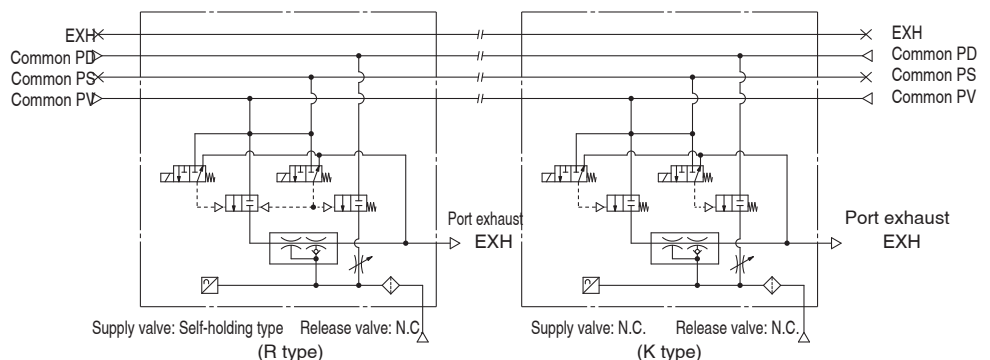 EXH
Common PD
Common PS
Common PV
EXH
Common PD
Common PS
Common PV
Port exhaust
EXH
Port exhaust
EXH
Supply valve: Self-holding type
Release valve: N.C.
(R type)
Supply valve: N.C.
Release valve: N.C.
(K type)